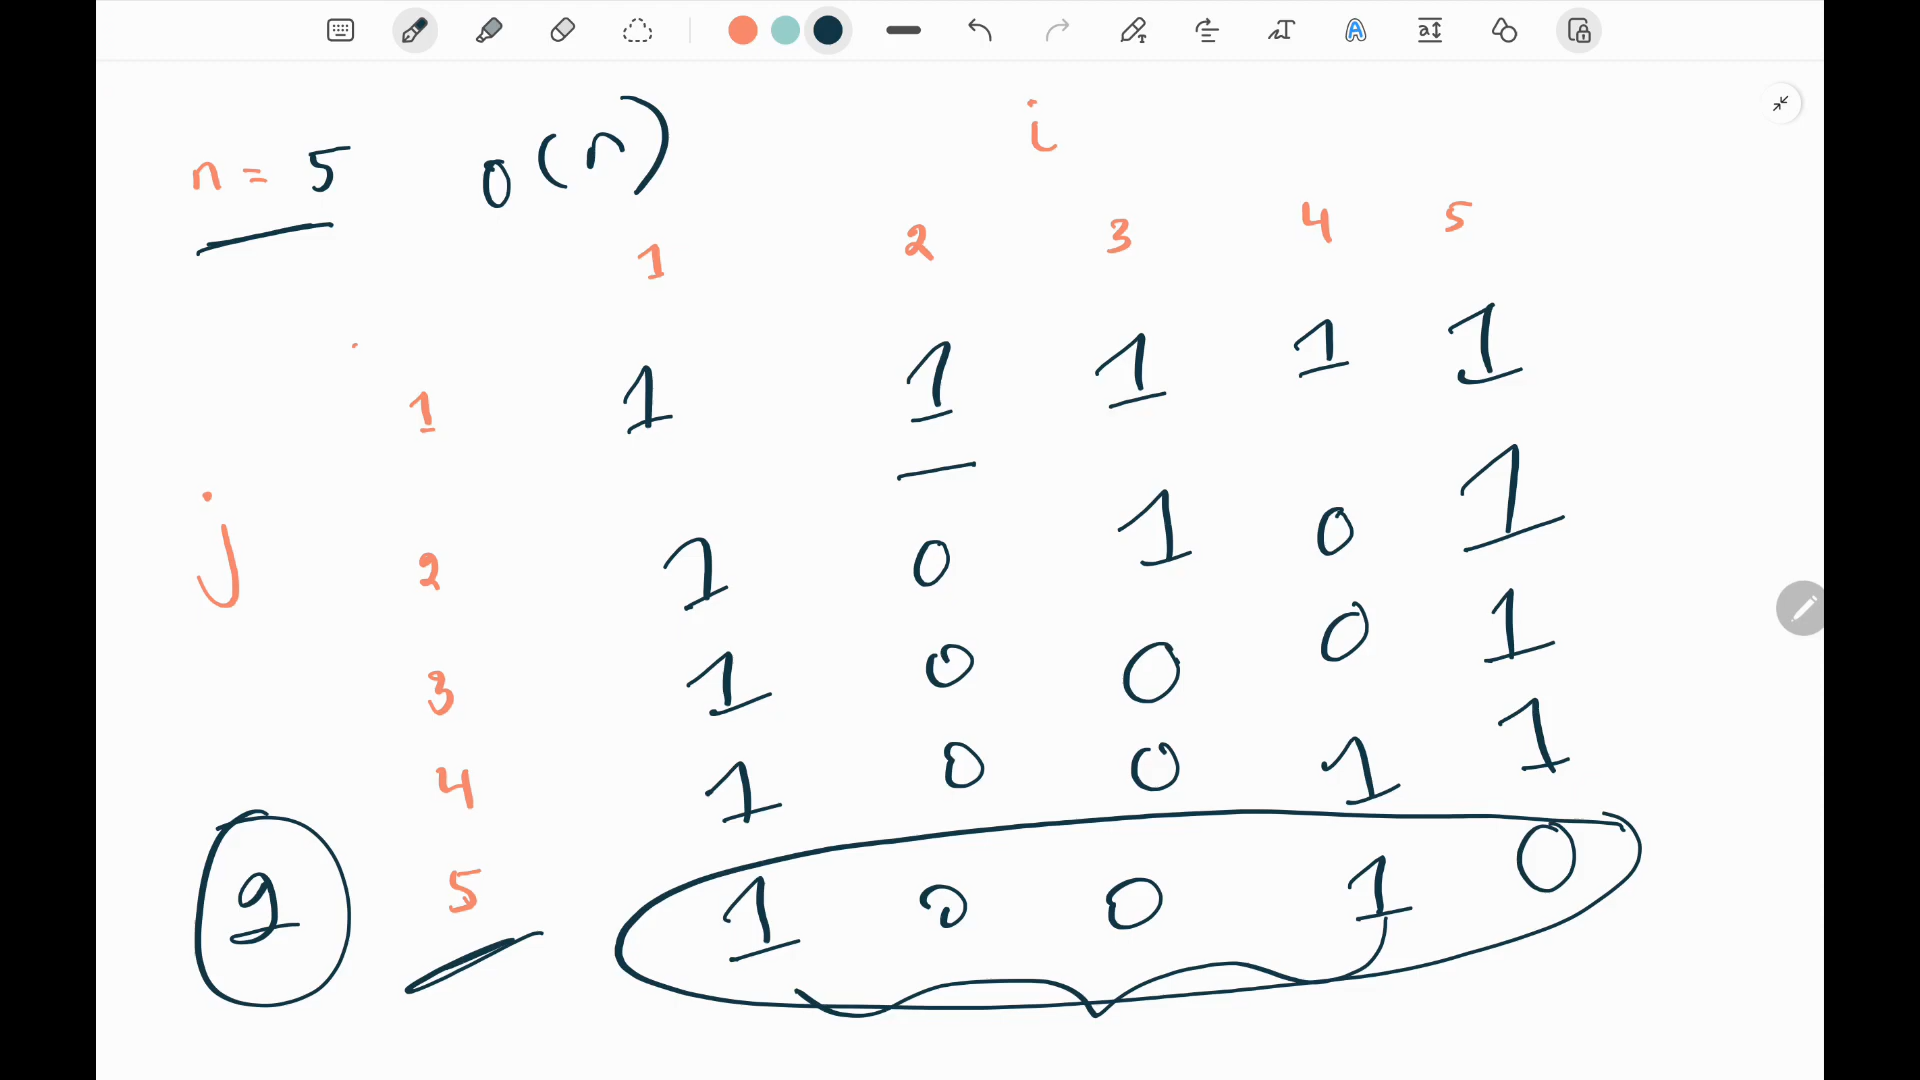 n = 5 O(n) i
1 2 3 4 5
1 1 1 1 1 1
j 2 1 0 1 0 1
3 1 0 0 0 1
4 1 0 0 1 1
5 1 0 0 1 0